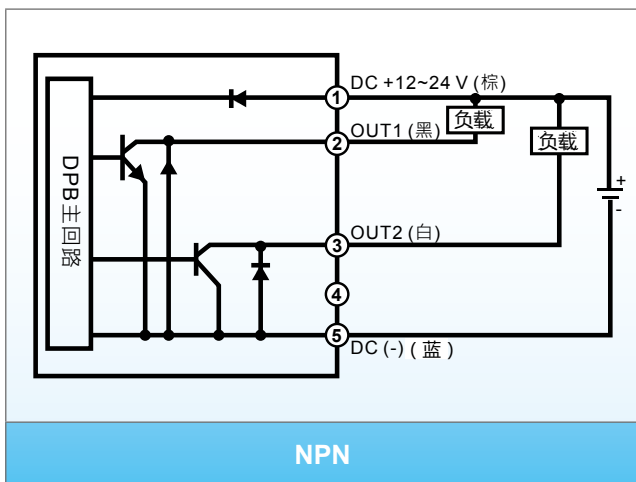 DC +12~24 V (棕)
①
负载
OUT1 (黑)
②
负载
DPB主回路
+
-
OUT2 (白)
③
④
⑤
DC (-) ( 蓝 )
NPN